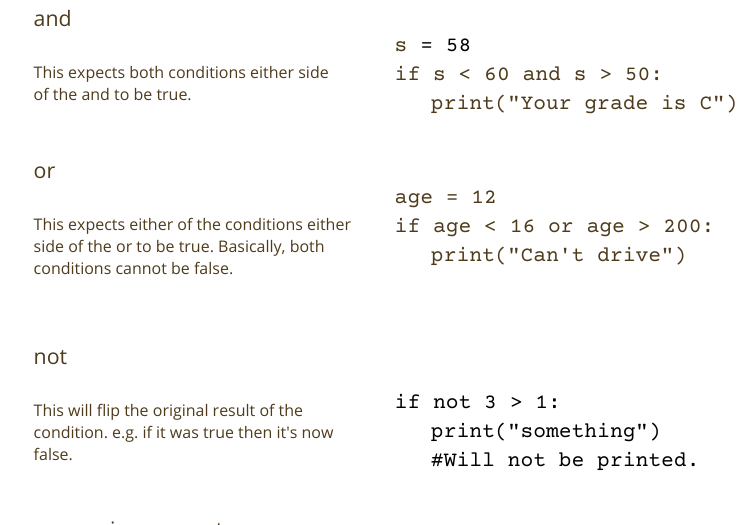 and
This expects both conditions either side
of the and to be true.
s = 58
if s < 60 and s > 50:
print("Your grade is C")
or
This expects either of the conditions either
side of the or to be true. Basically, both
conditions cannot be false.
age = 12
if age < 16 or age > 200:
print("Can't drive")
not
This will flip the original result of the
condition. e.g. if it was true then it's now
false.
if not 3 > 1:
print("something")
#Will not be printed.